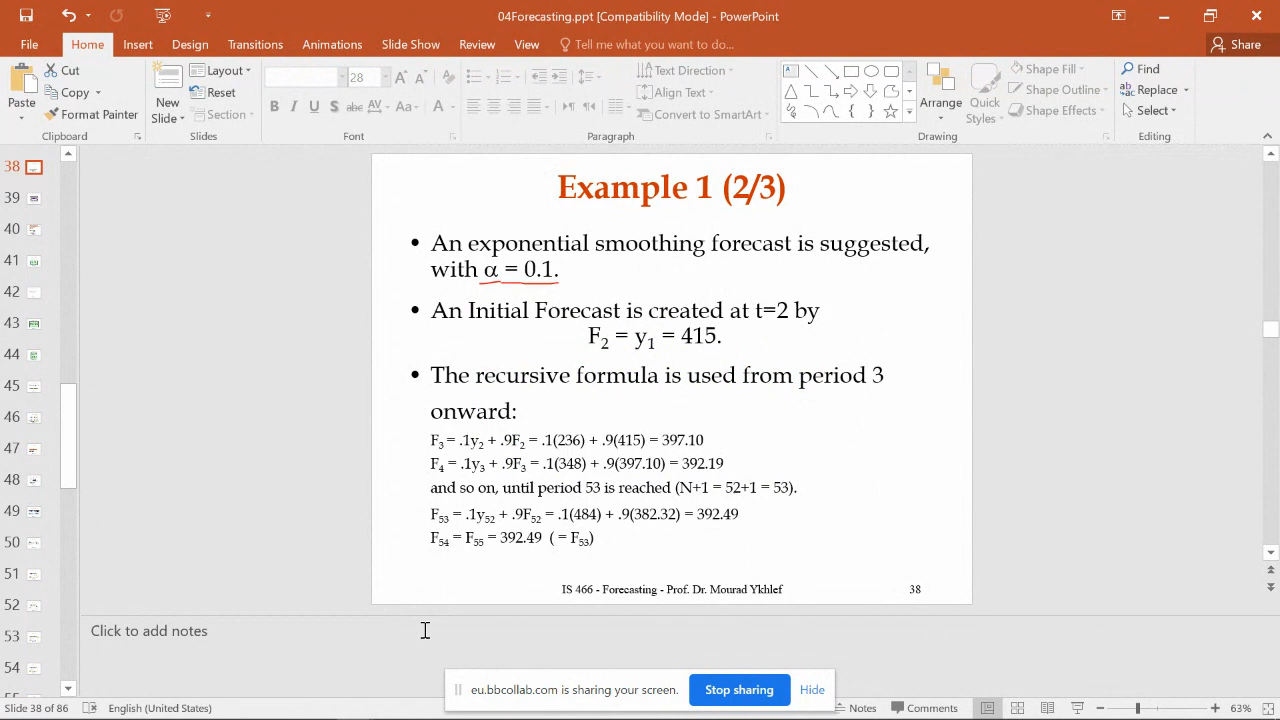 04Forecasting.ppt [Compatibility Mode] - PowerPoint
File Home Insert Design Transitions Animations Slide Show Review View Tell me what you want to do... Share
Paste Cut Copy Format Painter New Slide Layout Reset Section 28 Text Direction Align Text Convert to SmartArt Arrange Quick Styles Shape Fill Shape Outline Shape Effects Find Replace Select
Clipboard Slides Font Paragraph Drawing Editing
38
39
40
41
42
43
44
45
46
47
48
49
50
51
52
53
54
Example 1 (2/3)
• An exponential smoothing forecast is suggested,
with α = 0.1.
• An Initial Forecast is created at t=2 by
F₂ = y₁ = 415.
• The recursive formula is used from period 3
onward:
F₃ = .1y₂ + .9F₂ = .1(236) + .9(415) = 397.10
F₄ = .1y₃ + .9F₃ = .1(348) + .9(397.10) = 392.19
and so on, until period 53 is reached (N+1 = 52+1 = 53).
F₅₃ = .1y₅₂ + .9F₅₂ = .1(484) + .9(382.32) = 392.49
F₅₄ = F₅₅ = 392.49 ( = F₅₃)
IS 466 - Forecasting - Prof. Dr. Mourad Ykhlef 38
Click to add notes
eu.bbcollab.com is sharing your screen. Stop sharing Hide
Slide 38 of 86 English (United States) Notes Comments 63%